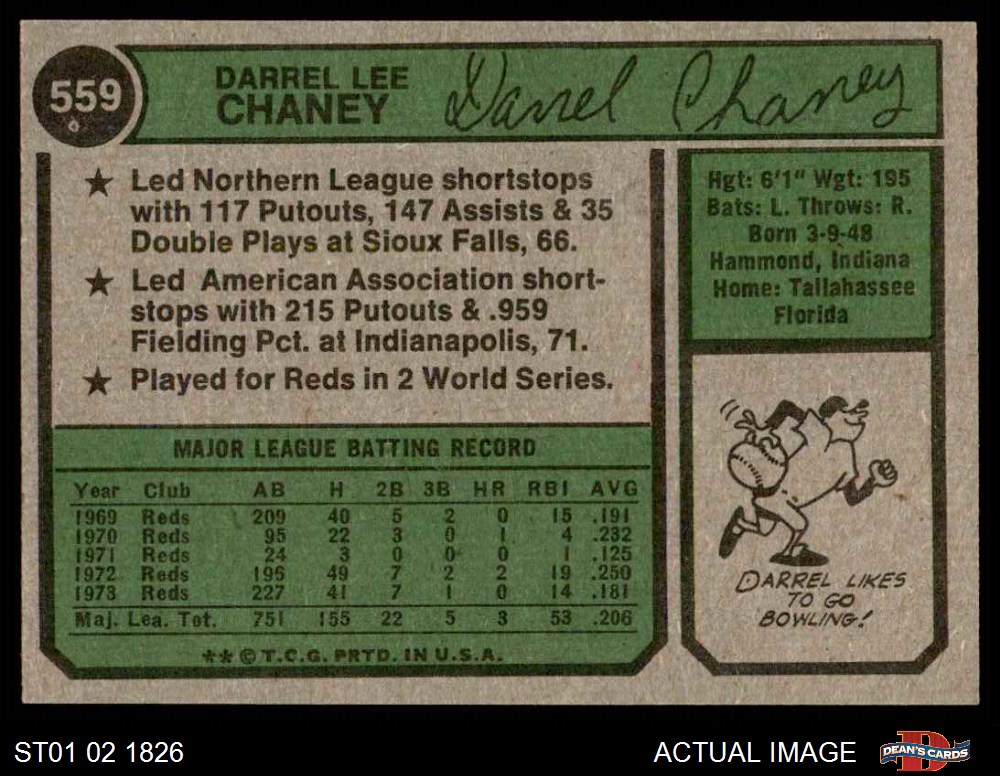 559
DARREL LEE
CHANEY
Darrel Chaney
★ Led Northern League shortstops
with 117 Putouts, 147 Assists & 35
Double Plays at Sioux Falls, 66.
★ Led American Association short-
stops with 215 Putouts & .959
Fielding Pct. at Indianapolis, 71.
★ Played for Reds in 2 World Series.
MAJOR LEAGUE BATTING RECORD
Year Club AB H 2B 3B HR RBI AVG
1969 Reds 209 40 5 2 0 15 .191
1970 Reds 95 22 3 0 1 4 .232
1971 Reds 24 3 0 0 0 1 .125
1972 Reds 196 49 7 2 2 19 .250
1973 Reds 227 41 7 1 0 14 .181
Maj. Lea. Tot. 751 155 22 5 3 53 .206
** © T.C.G. PRTD. IN U.S.A.
Hgt: 6'1" Wgt: 195
Bats: L. Throws: R.
Born 3-9-48
Hammond, Indiana
Home: Tallahassee
Florida
DARREL LIKES
TO GO
BOWLING!
ST01 02 1826
ACTUAL IMAGE
D
DEAN'S CARDS